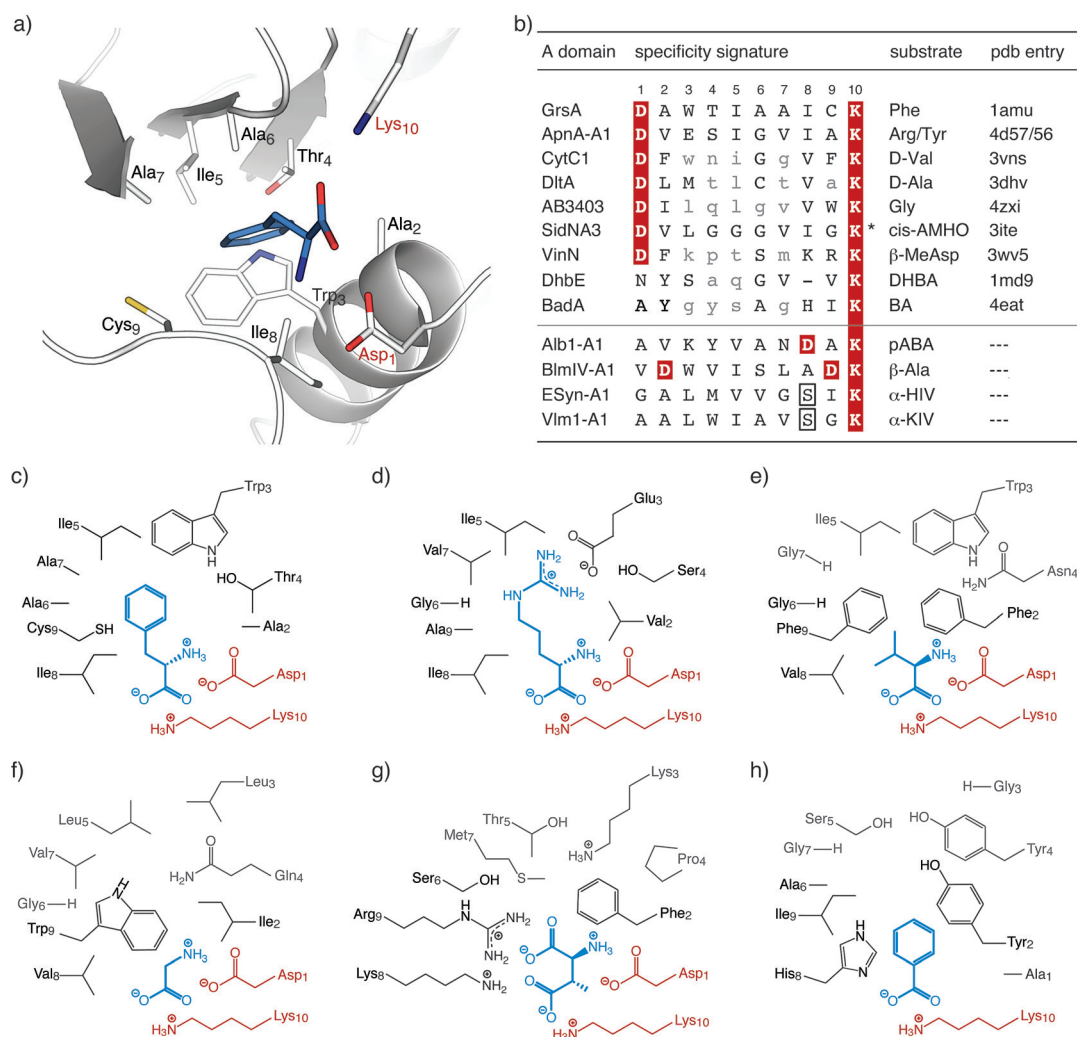 a)
Lys10
Ala6
Thr4
Ala7
Ile5
Ala2
Trp3
Cys9
Ile8
Asp1
b)
A domain specificity signature substrate pdb entry
1 2 3 4 5 6 7 8 9 10
GrsA D A W T I A A I C K Phe 1amu
ApnA-A1 D V E S I G V I A K Arg/Tyr 4d57/56
CytC1 D F w n i G g V F K D-Val 3vns
DltA D L M t l C t V a K D-Ala 3dhv
AB3403 D I l q l g v V W K Gly 4zxi
SidNA3 D V L G G G V I G K * cis-AMHO 3ite
VinN D F k p t S m K R K β-MeAsp 3wv5
DhbE N Y S a q G V – V K DHBA 1md9
BadA A Y g y s A g H I K BA 4eat
Alb1-A1 A V K Y V A N D A K pABA ---
BlmIV-A1 V D W V I S L A D K β-Ala ---
ESyn-A1 G A L M V V G S I K α-HIV ---
Vlm1-A1 A A L W I A V S G K α-KIV ---
c)
Trp3
Ile5
N
H
Ala7
HO
Thr4
Ala6
Cys9
SH
Ala2
NH3
⊕
Ile8
O
⊖O
Asp1
⊖O
O
⊕
H3N
Lys10
d)
Glu3
Ile5
O
⊖O
Val7
NH2
⊕
HN
NH2
HO
Ser4
Gly6
H
Ala9
Val2
⊕
NH3
Ile8
O
⊖O
Asp1
⊖O
O
⊕
H3N
Lys10
e)
Trp3
Ile5
N
H
Gly7
H
O
H2N
Asn4
Gly6
H
Phe9
Phe2
⊕
NH3
Val8
O
⊖O
Asp1
⊖O
O
⊕
H3N
Lys10
f)
Leu3
Leu5
Val7
O
H2N
Gln4
Gly6
H
H
N
Trp9
Ile2
⊕
NH3
Val8
O
⊖O
Asp1
⊖O
O
⊕
H3N
Lys10
g)
Lys3
Thr5
OH
Met7
⊕
H3N
S
Pro4
Ser6
OH
Arg9
H
N
NH2
⊕
NH2
Phe2
O
⊖O
⊕
NH3
Lys8
⊕
NH2
O
⊖O
O
⊖O
Asp1
⊕
H3N
Lys10
h)
H
Gly3
Ser5
OH
HO
Gly7
H
Tyr4
HO
Ala6
Ile9
H
N
Tyr2
N
His8
Ala1
⊖O
O
⊕
H3N
Lys10